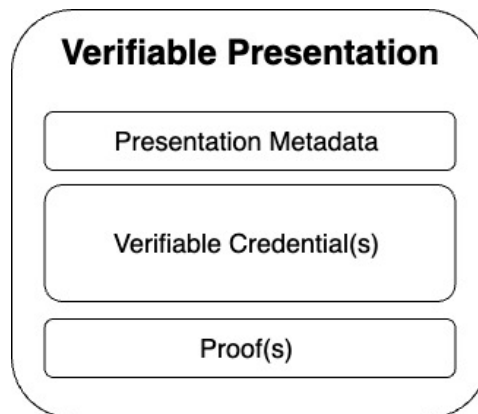 Verifiable Presentation
Presentation Metadata
Verifiable Credential(s)
Proof(s)